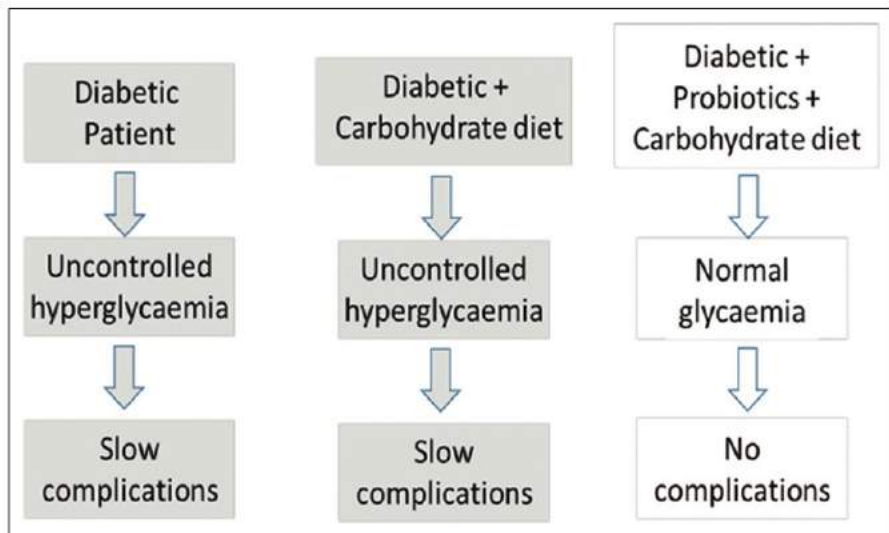 Diabetic
Patient
Uncontrolled
hyperglycaemia
Slow
complications
Diabetic +
Carbohydrate diet
Uncontrolled
hyperglycaemia
Slow
complications
Diabetic +
Probiotics +
Carbohydrate diet
Normal
glycaemia
No
complications